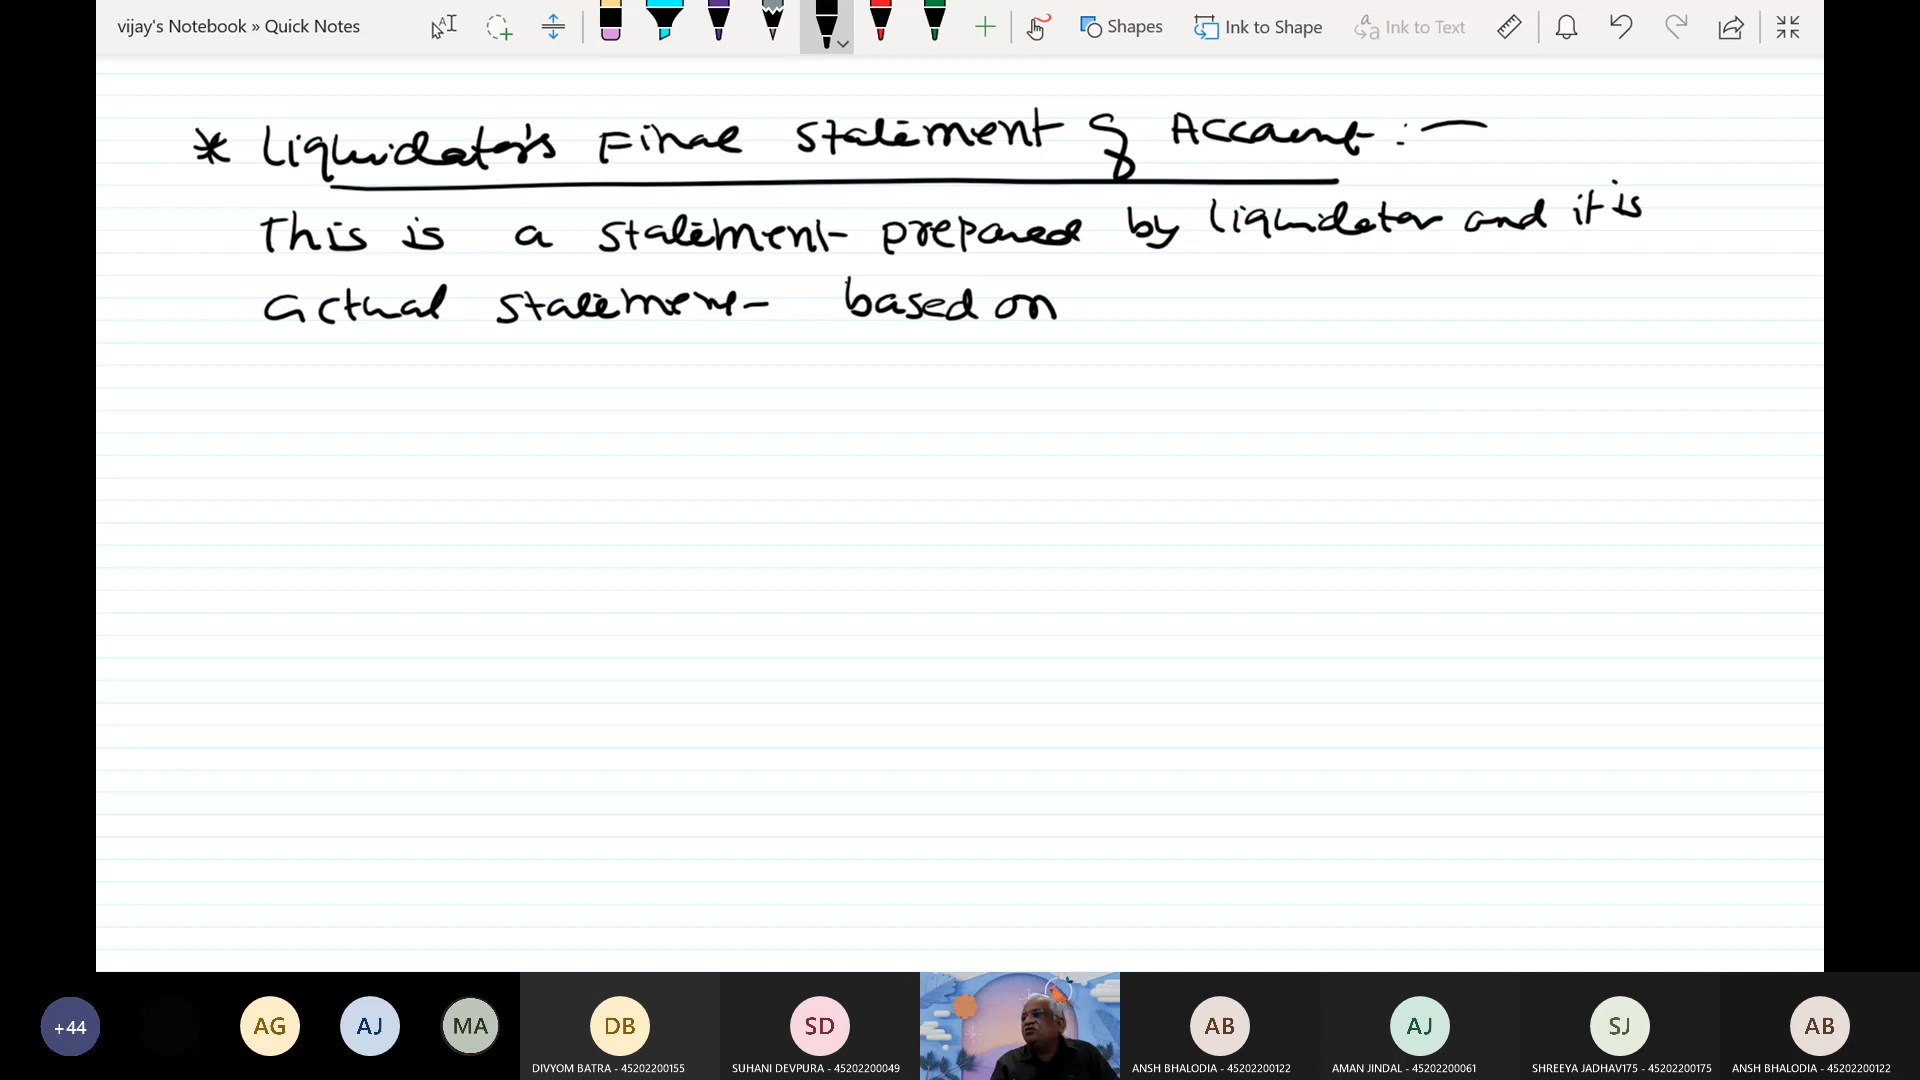 vijay's Notebook » Quick Notes
Shapes
Ink to Shape
Ink to Text
* Liquidator's Final Statement of Account :-
This is a statement prepared by liquidator and it is
actual statement based on
+44
AG
AJ
MA
DB
SD
AB
AJ
SJ
AB
DIVYOM BATRA - 45202200155
SUHANI DEVPURA - 45202200049
ANSH BHALODIA - 45202200122
AMAN JINDAL - 45202200061
SHREEYA JADHAV175 - 45202200175
ANSH BHALODIA - 45202200122